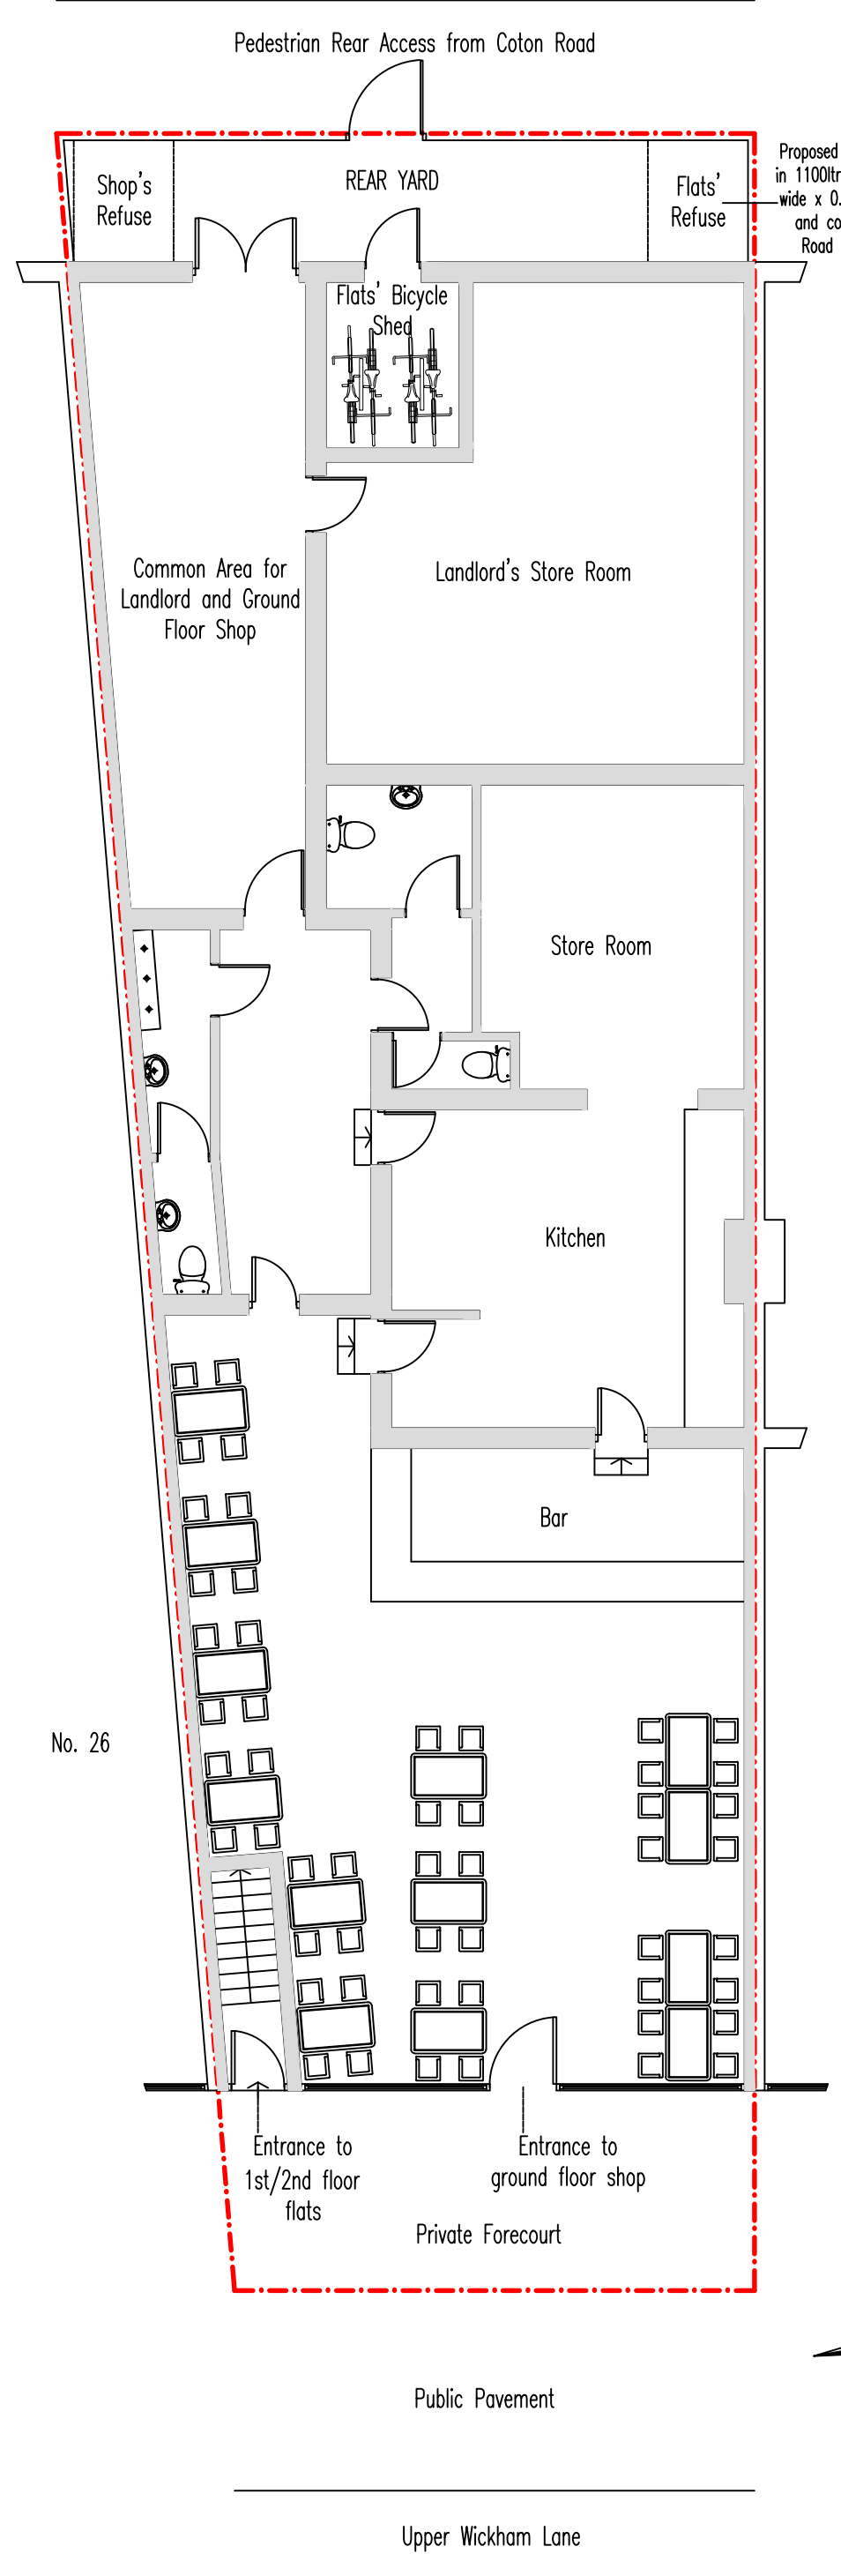 Pedestrian Rear Access from Coton Road
Proposed
in 1100ltr
wide x 0.
and co
Road
Shop's
Refuse
REAR YARD
Flats'
Refuse
Flats' Bicycle
Shed
Common Area for
Landlord and Ground
Floor Shop
Landlord's Store Room
Store Room
Kitchen
Bar
No. 26
Entrance to
1st/2nd floor
flats
Entrance to
ground floor shop
Private Forecourt
Public Pavement
Upper Wickham Lane